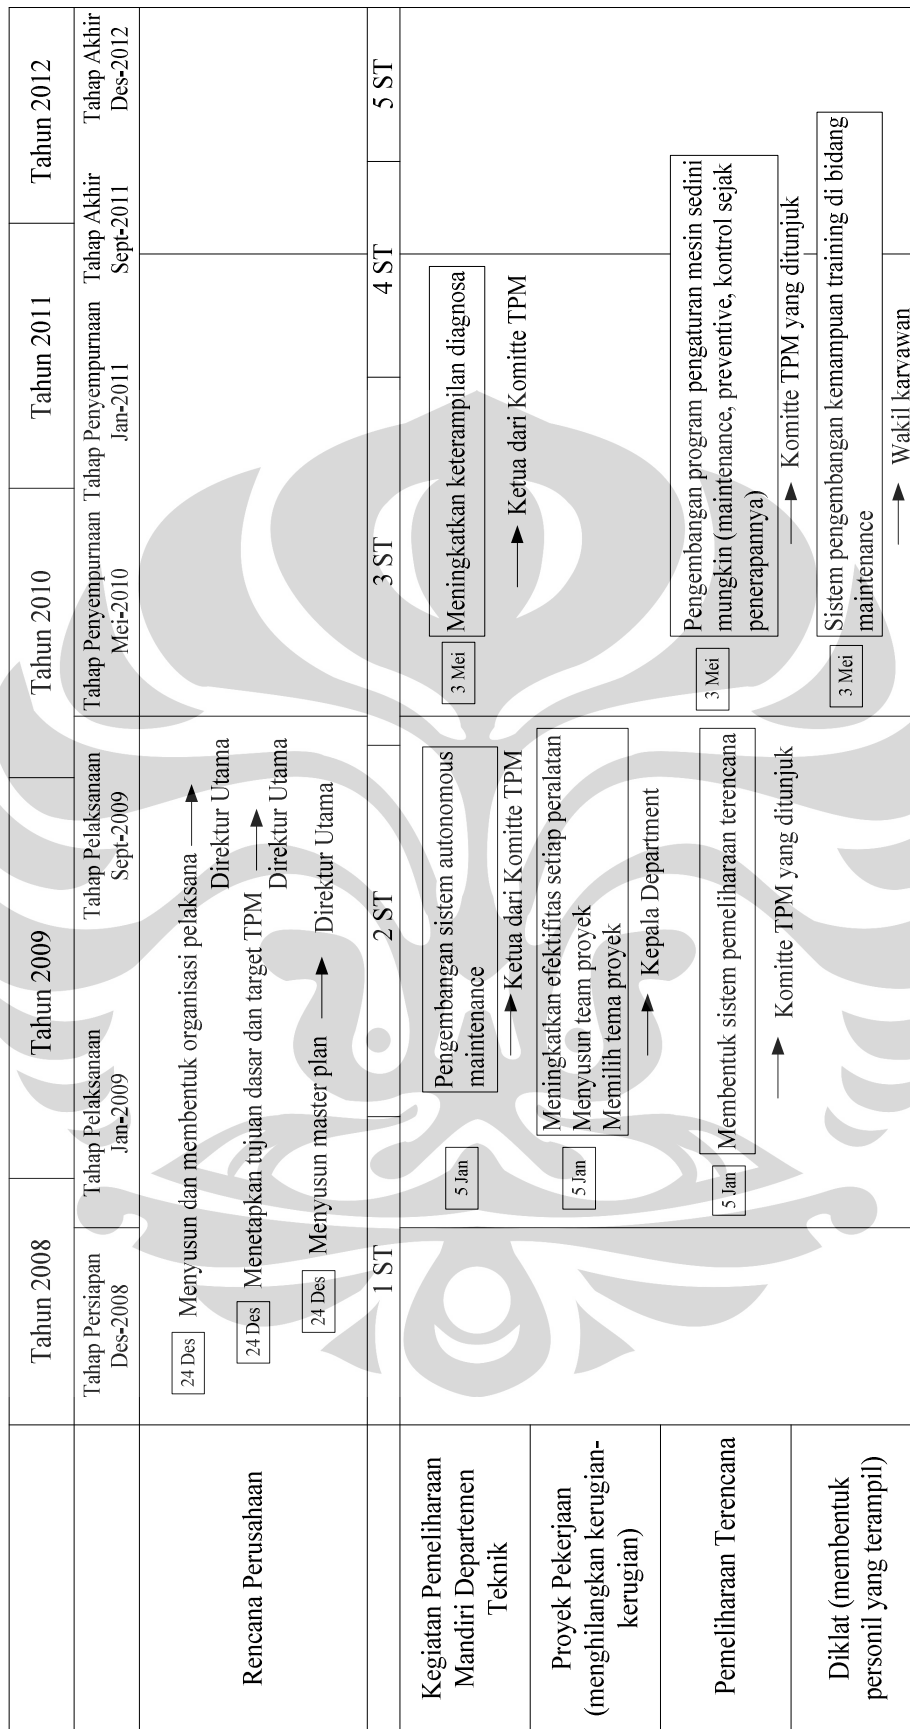 Tahun 2008
Tahun 2009
Tahun 2010
Tahun 2011
Tahun 2012
Tahap Persiapan
Des-2008
Tahap Pelaksanaan
Jan-2009
Tahap Pelaksanaan
Sept-2009
Tahap Penyempurnaan
Mei-2010
Tahap Penyempurnaan
Jan-2011
Tahap Akhir
Sept-2011
Tahap Akhir
Des-2012
Rencana Perusahaan
24 Des
Menyusun dan membentuk organisasi pelaksana
Direktur Utama
24 Des
Menetapkan tujuan dasar dan target TPM
Direktur Utama
24 Des
Menyusun master plan
Direktur Utama
1 ST
2 ST
3 ST
4 ST
5 ST
Kegiatan Pemeliharaan
Mandiri Departemen
Teknik
5 Jan
Pengembangan sistem autonomous
maintenance
Ketua dari Komitte TPM
3 Mei
Meningkatkan keterampilan diagnosa
Ketua dari Komitte TPM
Proyek Pekerjaan
(menghilangkan kerugian-
kerugian)
5 Jan
Meningkatkan efektifitas setiap peralatan
Menyusun team proyek
Memilih tema proyek
Kepala Department
Pemeliharaan Terencana
5 Jan
Membentuk sistem pemeliharaan terencana
Komitte TPM yang ditunjuk
3 Mei
Pengembangan program pengaturan mesin sedini
mungkin (maintenance, preventive, kontrol sejak
penerapannya)
Komitte TPM yang ditunjuk
Diklat (membentuk
personil yang terampil)
3 Mei
Sistem pengembangan kemampuan training di bidang
maintenance
Wakil karyawan